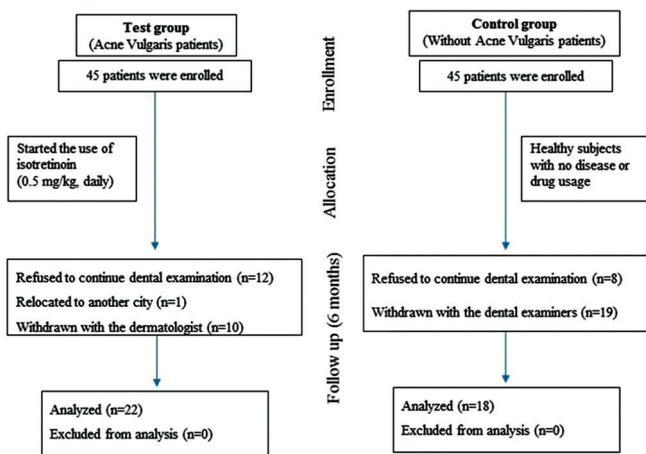 Test group
(Acne Vulgaris patients)
45 patients were enrolled
Started the use of
isotretinoin
(0.5 mg/kg, daily)
Refused to continue dental examination (n=12)
Relocated to another city (n=1)
Withdrawn with the dermatologist (n=10)
Analyzed (n=22)
Excluded from analysis (n=0)
Enrollment
Allocation
Follow up (6 months)
Control group
(Without Acne Vulgaris patients)
45 patients were enrolled
Healthy subjects
with no disease or
drug usage
Refused to continue dental examination (n=8)
Withdrawn with the dental examiners (n=19)
Analyzed (n=18)
Excluded from analysis (n=0)